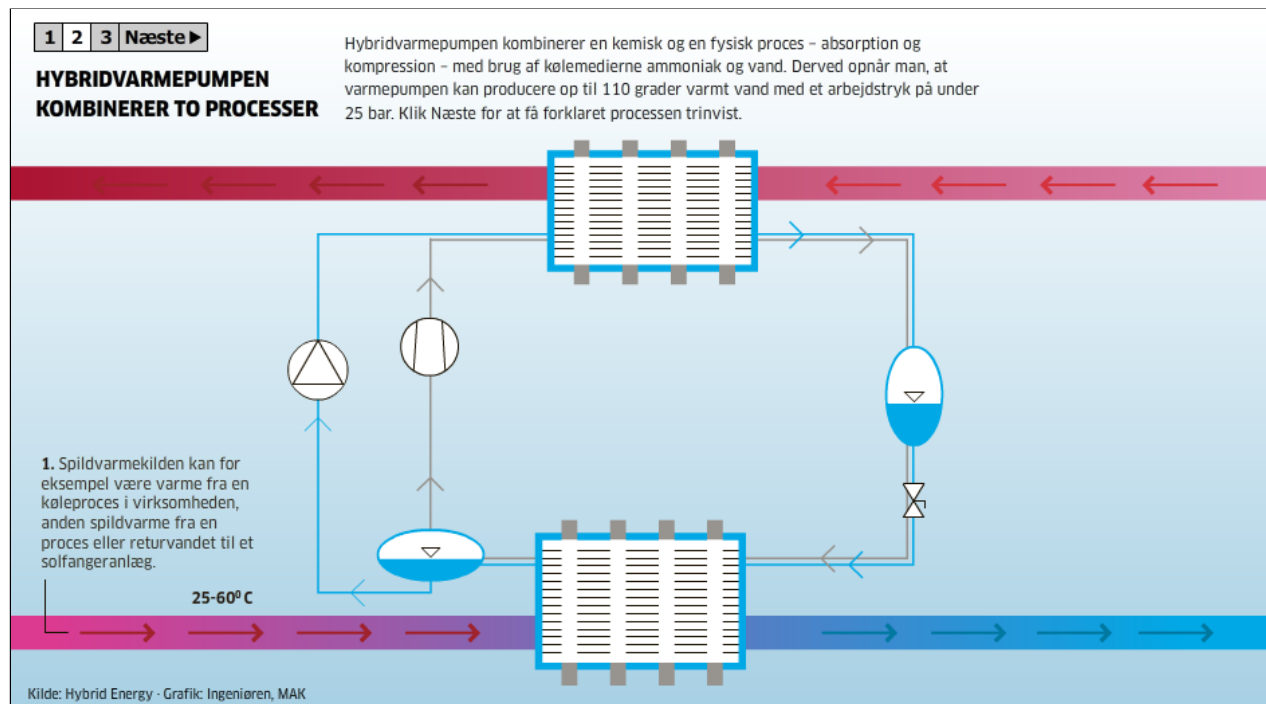 1 2 3 Næste►
HYBRIDVARMEPUMPEN
KOMBINERER TO PROCESSER
Hybridvarmepumpen kombinerer en kemisk og en fysisk proces – absorption og
kompression – med brug af kølemedierne ammoniak og vand. Derved opnår man, at
varmepumpen kan producere op til 110 grader varmt vand med et arbejdstryk på under
25 bar. Klik Næste for at få forklaret processen trinvist.
1. Spildvarmekilden kan for
eksempel være varme fra en
køleproces i virksomheden,
anden spildvarme fra en
proces eller returvandet til et
solfangeranlæg.
25-60⁰ C
Kilde: Hybrid Energy · Grafik: Ingeniøren, MAK